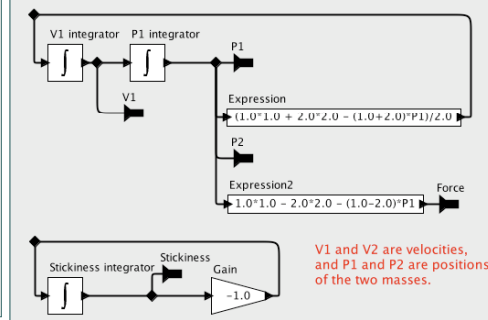 V1 integrator
P1 integrator
P1
V1
Expression
(1.0*1.0 + 2.0*2.0 - (1.0+2.0)*P1)/2.0
P2
Expression2
1.0*1.0 - 2.0*2.0 - (1.0-2.0)*P1
Force
Stickiness integrator
Stickiness
Gain
-1.0
V1 and V2 are velocities,
and P1 and P2 are positions
of the two masses.